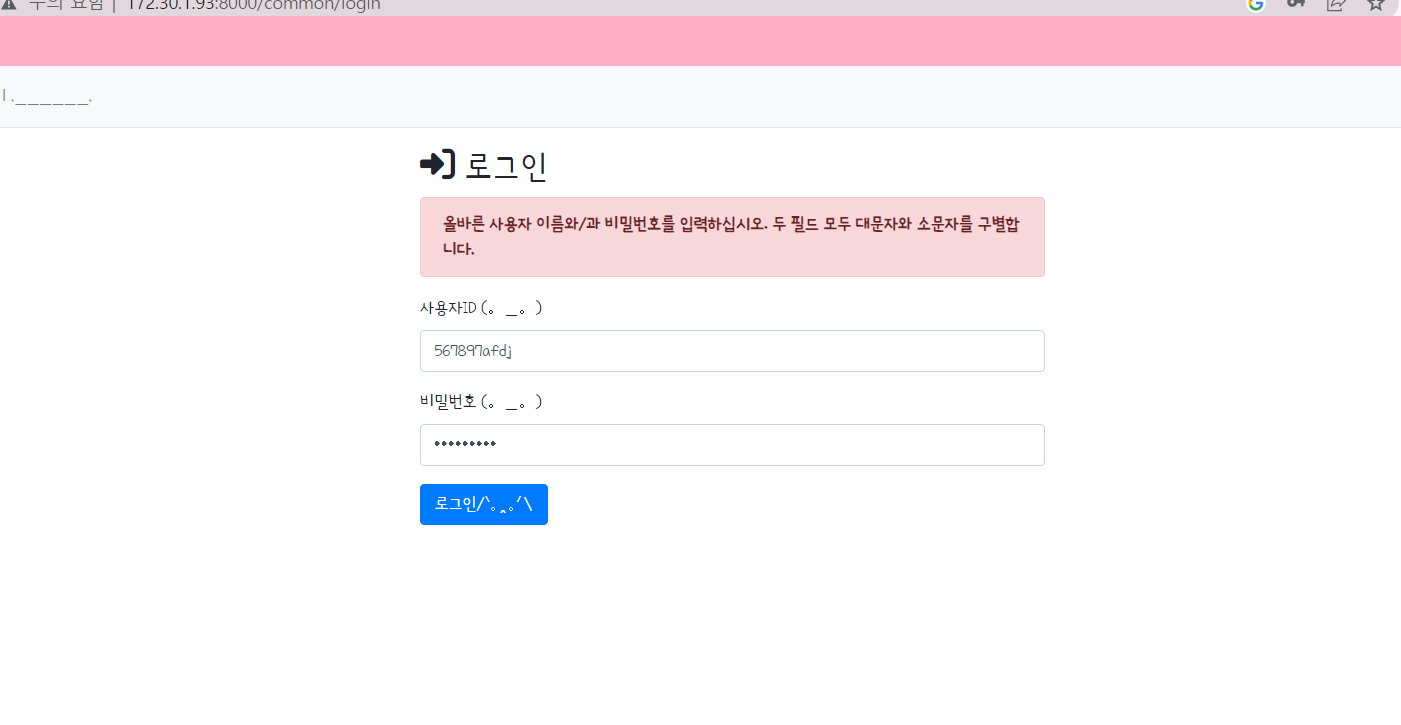 주의 요함 | 172.30.1.93:8000/common/login
| .______.
로그인
올바른 사용자 이름와/과 비밀번호를 입력하십시오. 두 필드 모두 대문자와 소문자를 구별합
니다.
사용자ID (。_。)
567897afdj
비밀번호 (。_。)
•••••••••
로그인/`。^。′\